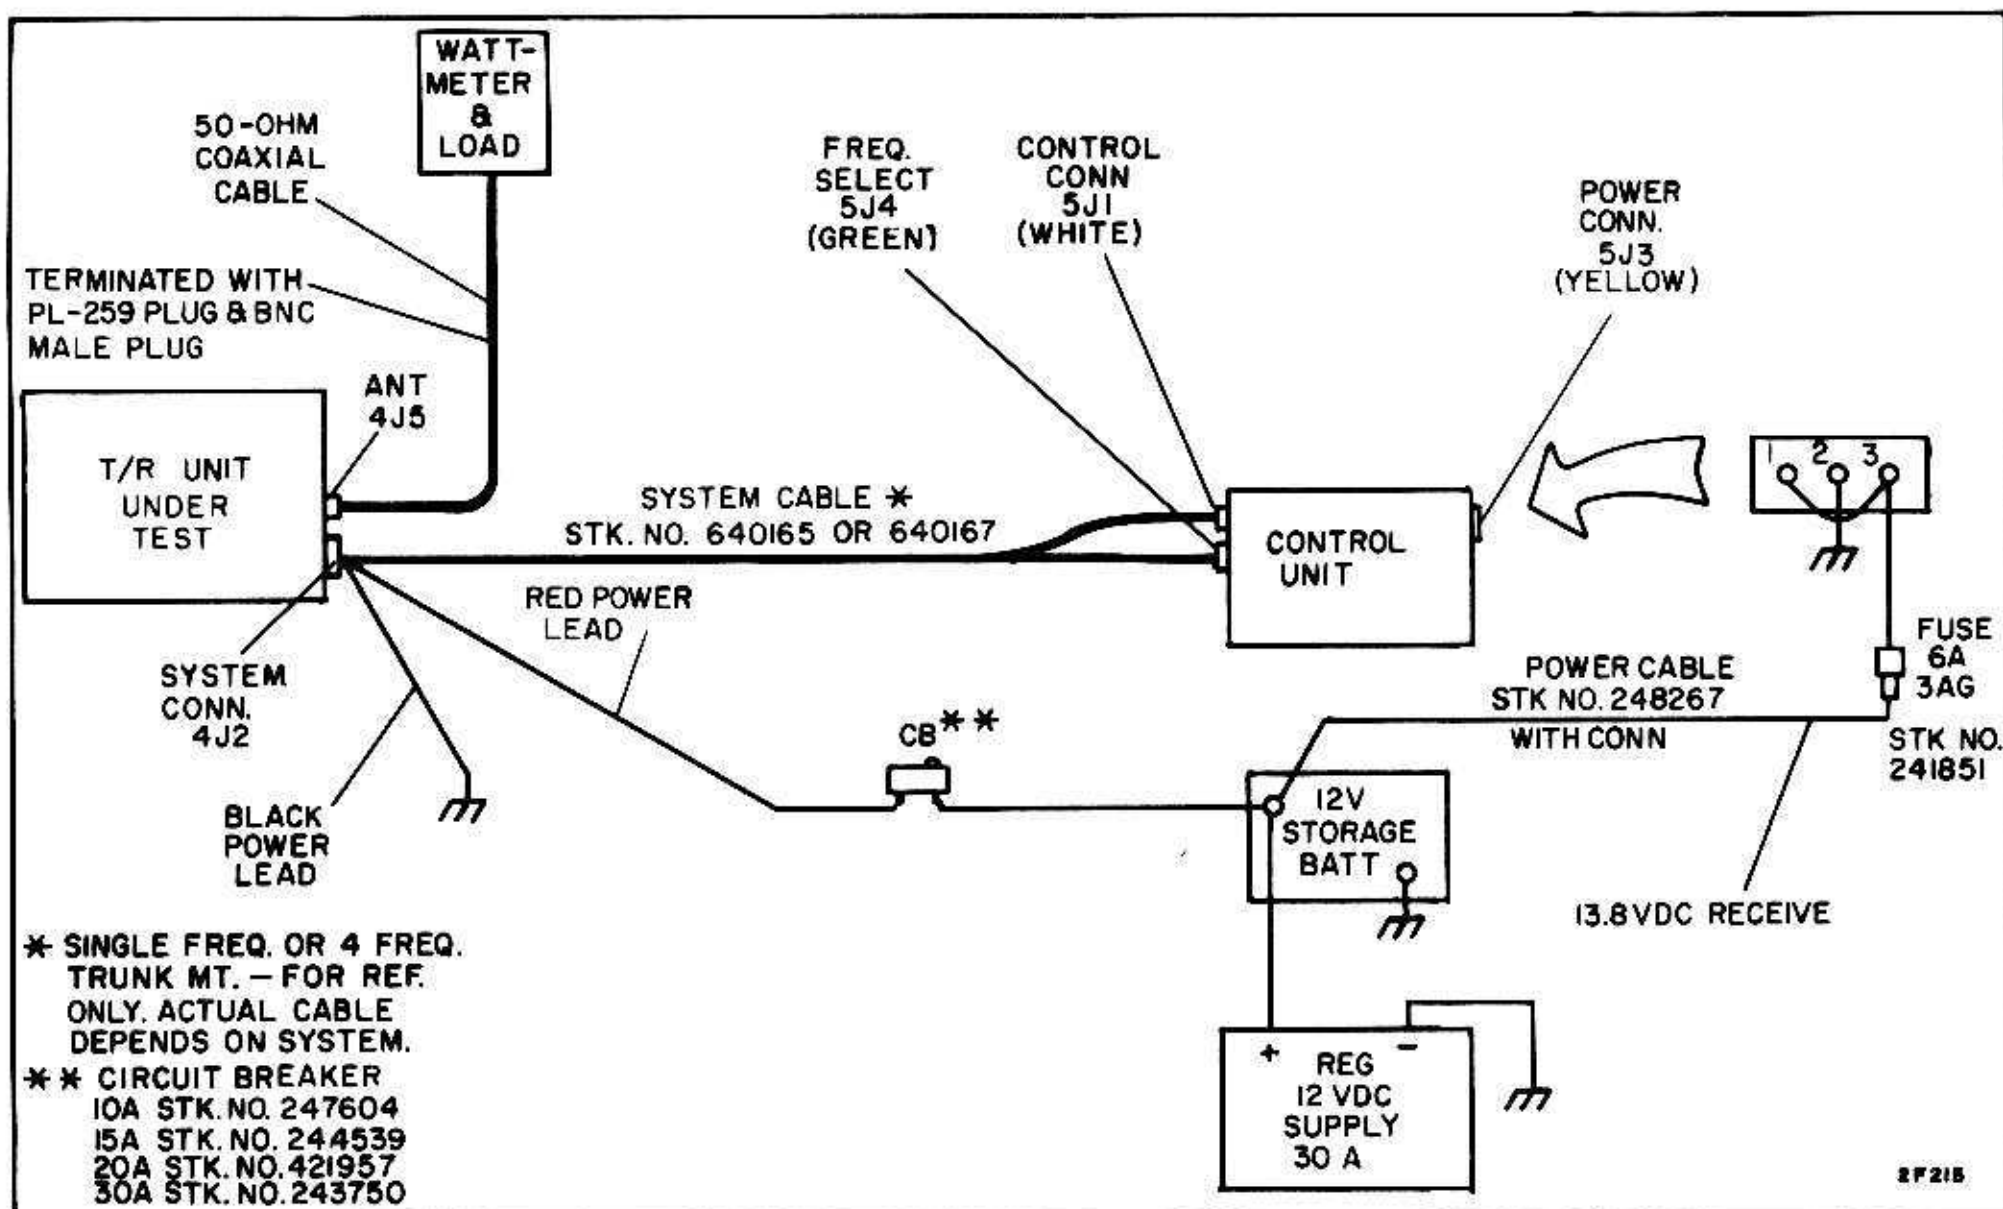 WATT-
METER
&
LOAD
50-OHM
COAXIAL
CABLE
TERMINATED WITH
PL-259 PLUG & BNC
MALE PLUG
ANT
4J5
T/R UNIT
UNDER
TEST
SYSTEM
CONN.
4J2
BLACK
POWER
LEAD
RED POWER
LEAD
SYSTEM CABLE *
STK. NO. 640165 OR 640167
FREQ.
SELECT
5J4
(GREEN)
CONTROL
CONN
5J1
(WHITE)
POWER
CONN.
5J3
(YELLOW)
CONTROL
UNIT
1 2 3
FUSE
6A
3AG
STK NO.
241851
POWER CABLE
STK NO. 248267
WITH CONN
13.8VDC RECEIVE
CB**
12V
STORAGE
BATT
+ -
REG
12 VDC
SUPPLY
30 A
* SINGLE FREQ. OR 4 FREQ.
TRUNK MT. – FOR REF.
ONLY. ACTUAL CABLE
DEPENDS ON SYSTEM.
** CIRCUIT BREAKER
10A STK. NO. 247604
15A STK. NO. 244539
20A STK. NO. 421957
30A STK. NO. 243750
2F215